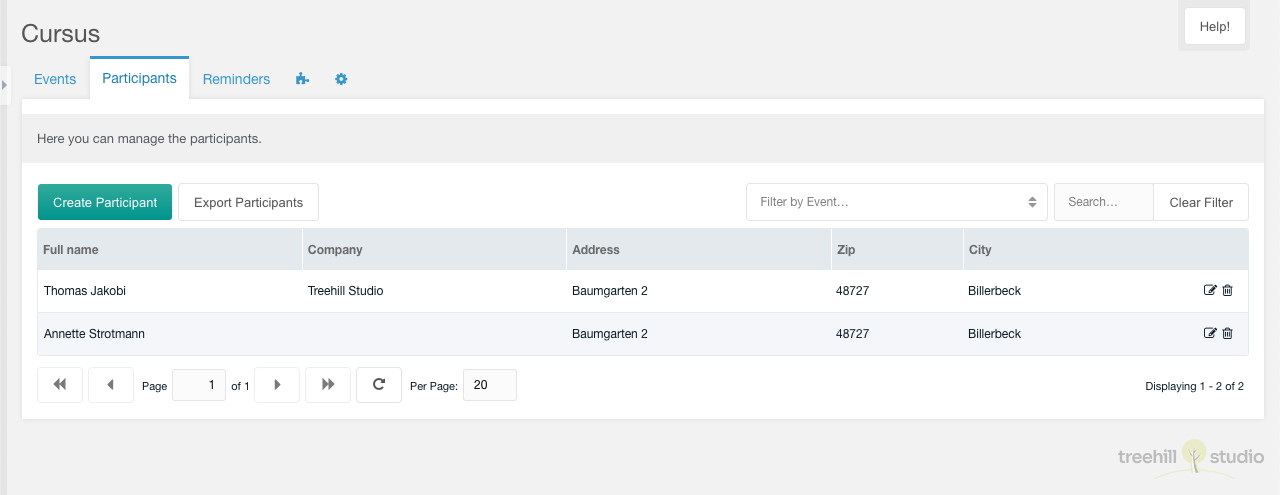 Cursus
Help!
Events Participants Reminders
Here you can manage the participants.
Create Participant Export Participants Filter by Event... Search... Clear Filter
Full name Company Address Zip City
Thomas Jakobi Treehill Studio Baumgarten 2 48727 Billerbeck
Annette Strotmann Baumgarten 2 48727 Billerbeck
Page 1 of 1 Per Page: 20 Displaying 1 - 2 of 2
treehill studio